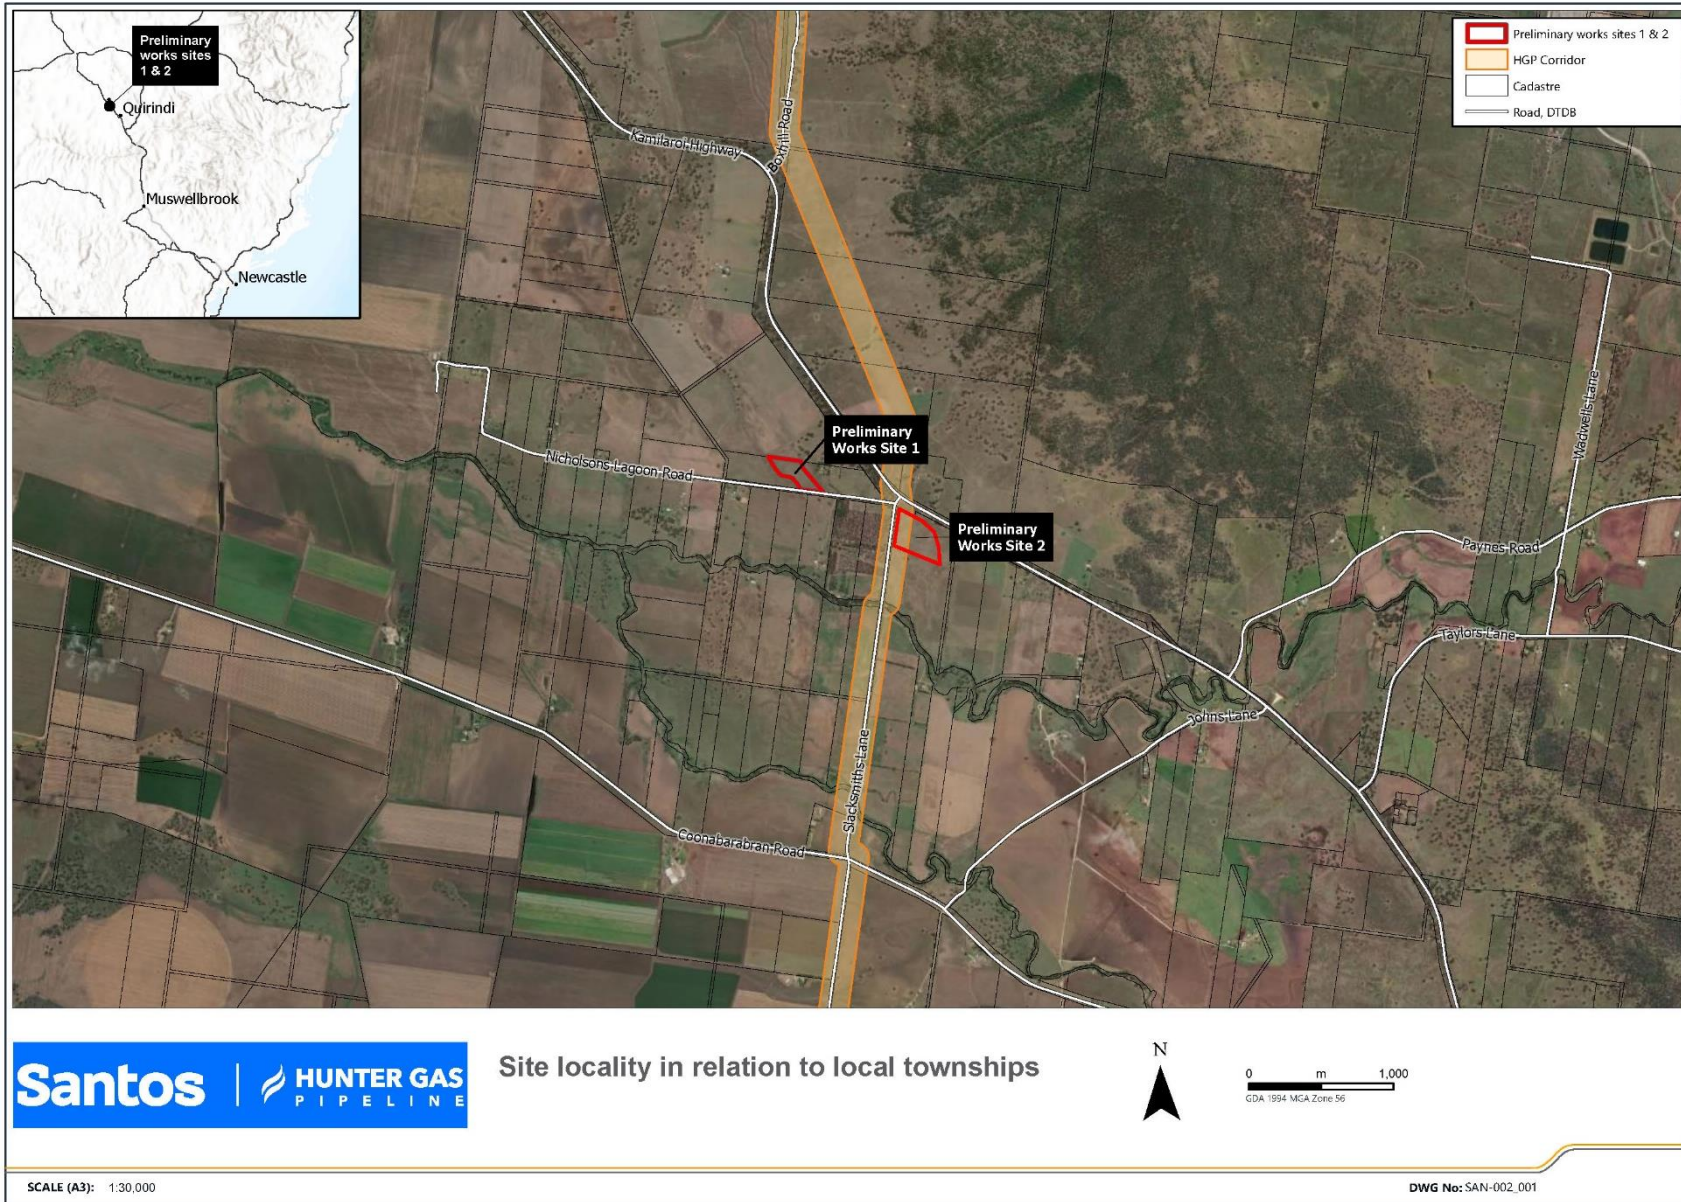 Preliminary
works sites
1 & 2
Quirindi
Muswellbrook
Newcastle
Preliminary works sites 1 & 2
HGP Corridor
Cadastre
Road, DTDB
Kamilaroi Highway
Boxhill Road
Wadwells Lane
Preliminary
Works Site 1
Nicholsons Lagoon Road
Preliminary
Works Site 2
Paynes Road
Taylors Lane
Johns Lane
Slacksmiths Lane
Coonabarabran Road
Santos
HUNTER GAS
PIPELINE
Site locality in relation to local townships
N
0 m 1,000
GDA 1994 MGA Zone 56
SCALE (A3): 1:30,000
DWG No: SAN-002_001